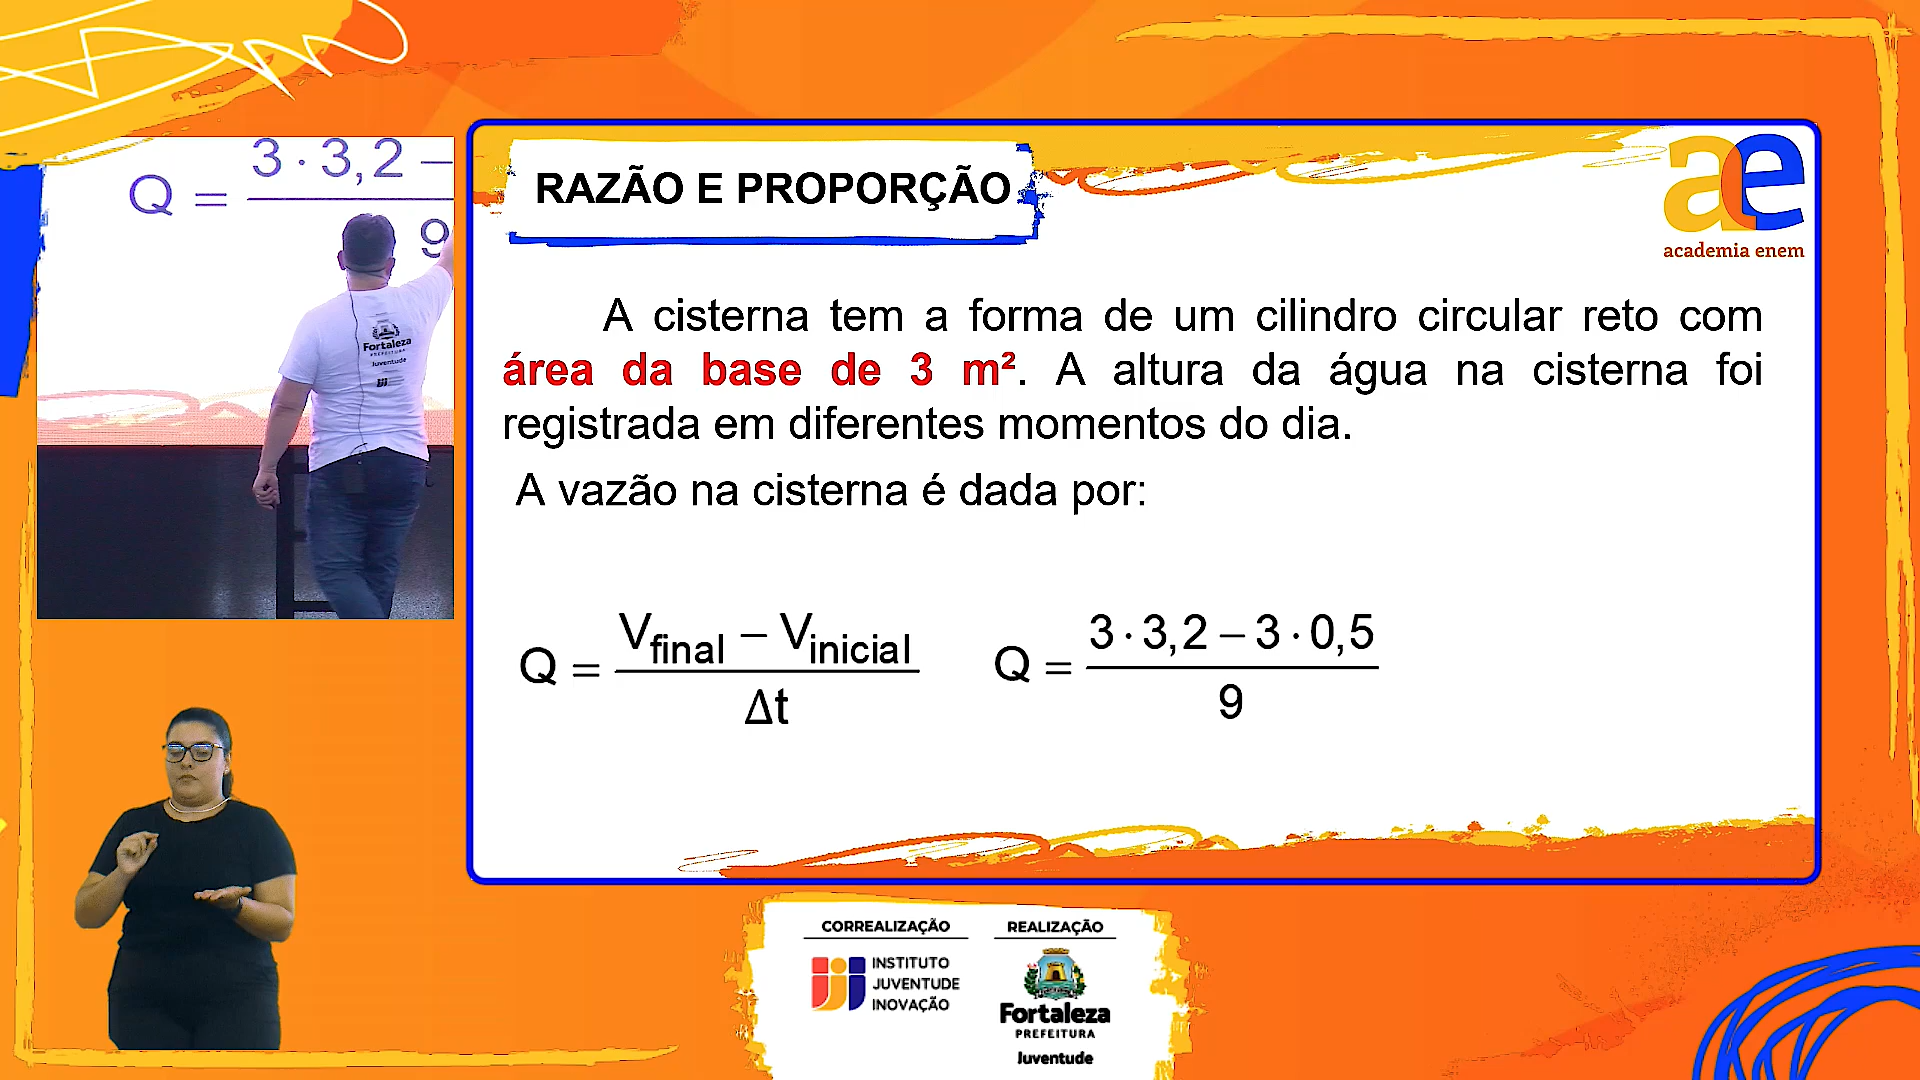 Q = 3 · 3,2 –
9
Fortaleza
PREFEITURA
Juventude
RAZÃO E PROPORÇÃO
ae
academia enem
A cisterna tem a forma de um cilindro circular reto com
área da base de 3 m². A altura da água na cisterna foi
registrada em diferentes momentos do dia.
A vazão na cisterna é dada por:
Vfinal – Vinicial
Q =
Δt
3 · 3,2 – 3 · 0,5
Q =
9
CORREALIZAÇÃO
INSTITUTO
JUVENTUDE
INOVAÇÃO
REALIZAÇÃO
Fortaleza
PREFEITURA
Juventude